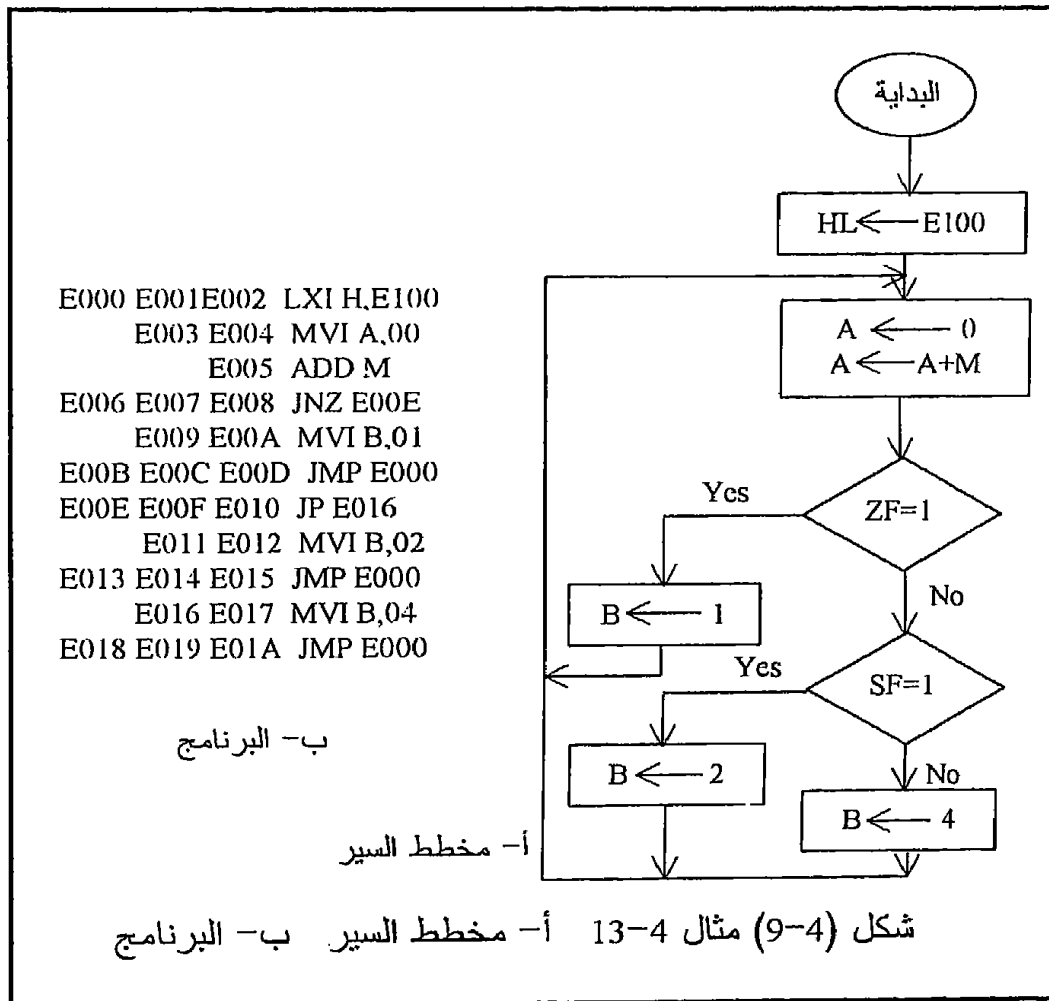 البداية
HL ← E100
A ← 0
A ← A+M
ZF=1
Yes
No
B ← 1
SF=1
Yes
No
B ← 2
B ← 4
أ- مخطط السير
E000 E001E002 LXI H,E100
E003 E004 MVI A,00
E005 ADD M
E006 E007 E008 JNZ E00E
E009 E00A MVI B,01
E00B E00C E00D JMP E000
E00E E00F E010 JP E016
E011 E012 MVI B,02
E013 E014 E015 JMP E000
E016 E017 MVI B,04
E018 E019 E01A JMP E000
ب- البرنامج
شكل (4-9) مثال 4-13 أ- مخطط السير ب- البرنامج